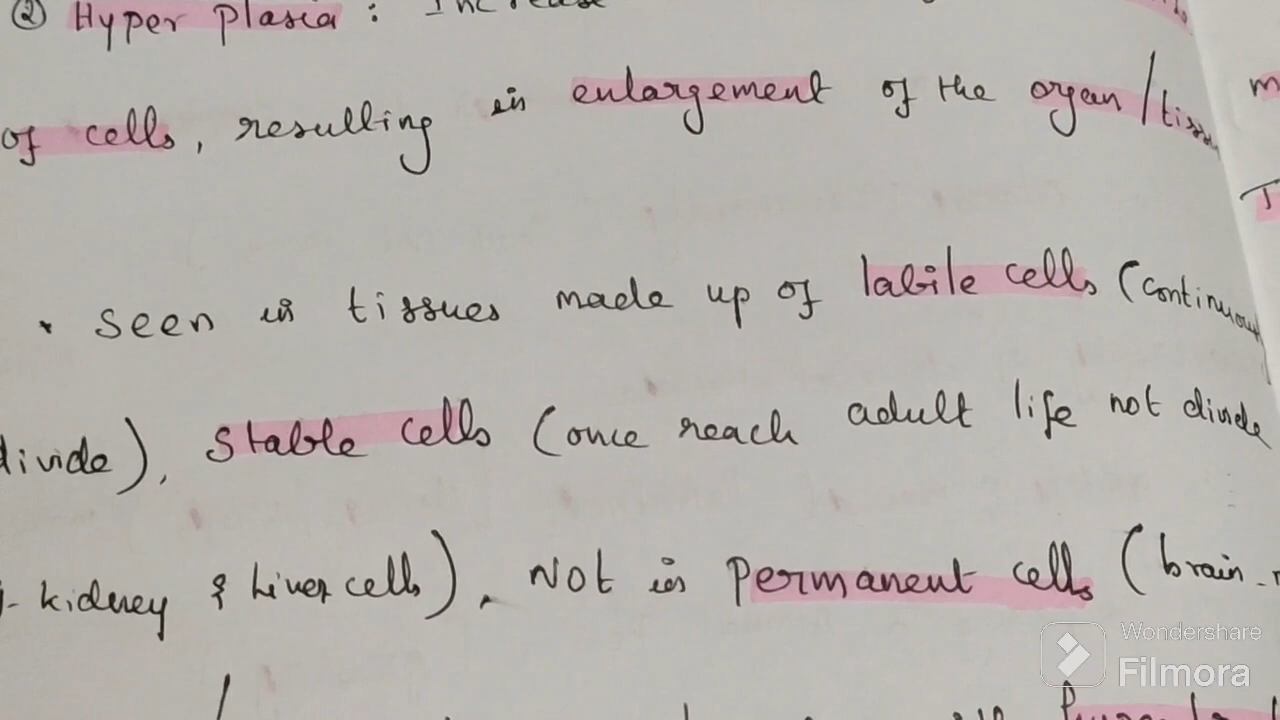 ② Hyper plasia : Increase
of cells, resulting in enlargement of the organ/
m
• Seen in tissues made up of labile cells (
divide), stable cells (once reach adult life not divide
kidney & Liver cells). Not in permanent cells (brain
Wondershare
Filmora